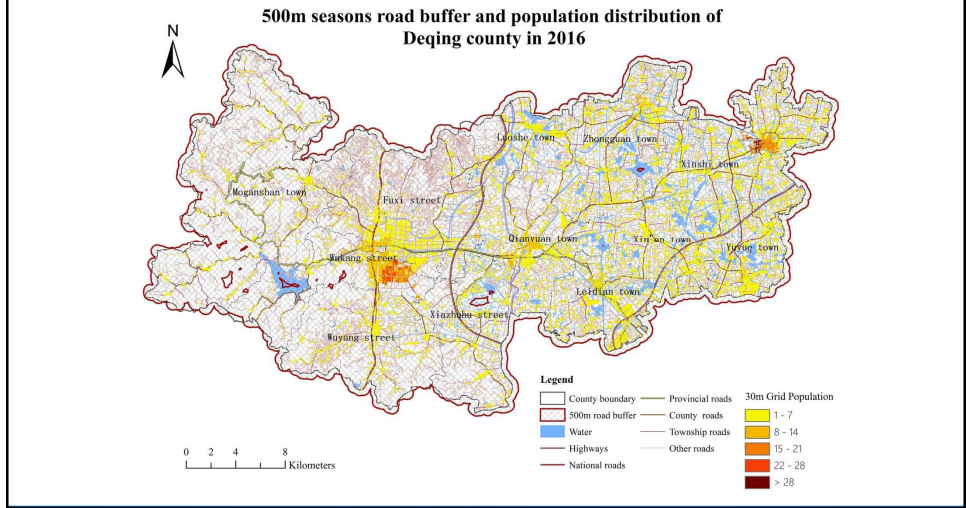 500m seasons road buffer and population distribution of
Deqing county in 2016
N
Luoshe town
Zhongguan town
Xinshi town
Moganshan town
Fuxi street
Qianyuan town
Xin'an town
Yuyue town
Wukang street
Leidian town
Xiazhuhu street
Wuyang street
Legend
County boundary
500m road buffer
Water
Highways
National roads
Provincial roads
County roads
Township roads
Other roads
30m Grid Population
1 - 7
8 - 14
15 - 21
22 - 28
> 28
0 2 4 8
Kilometers